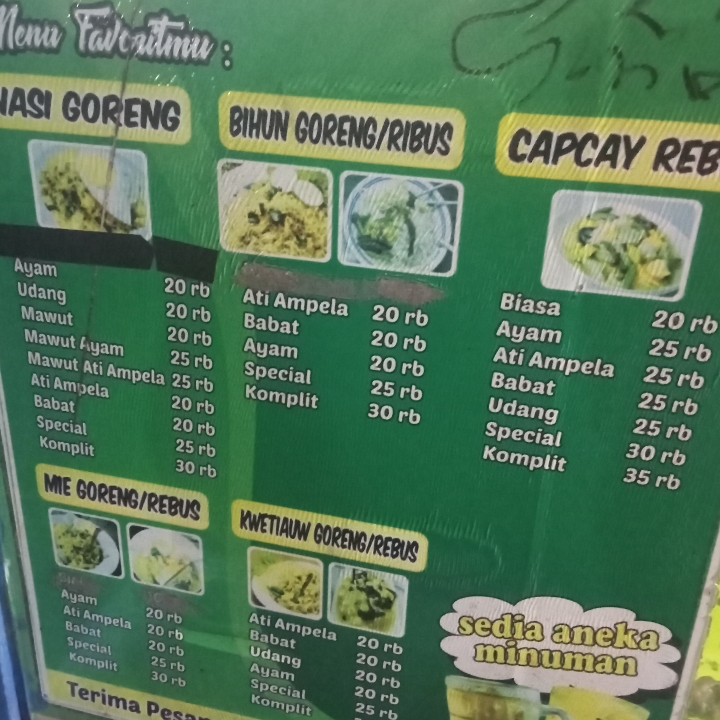 Menu Favoritmu :
NASI GORENG
Ayam 20 rb
Udang 20 rb
Mawut 20 rb
Mawut Ayam 25 rb
Mawut Ati Ampela 25 rb
Ati Ampela 20 rb
Babat 20 rb
Special 25 rb
Komplit 30 rb
BIHUN GORENG/RIBUS
Ati Ampela 20 rb
Babat 20 rb
Ayam 20 rb
Special 25 rb
Komplit 30 rb
CAPCAY REB
Biasa 20 rb
Ayam 25 rb
Ati Ampela 25 rb
Babat 25 rb
Udang 25 rb
Special 30 rb
Komplit 35 rb
MIE GORENG/REBUS
Ayam 20 rb
Ati Ampela 20 rb
Babat 20 rb
Special 25 rb
Komplit 30 rb
KWETIAUW GORENG/REBUS
Ati Ampela 20 rb
Babat 20 rb
Udang 20 rb
Ayam 20 rb
Special 25 rb
Komplit
sedia aneka
minuman
Terima Pesan